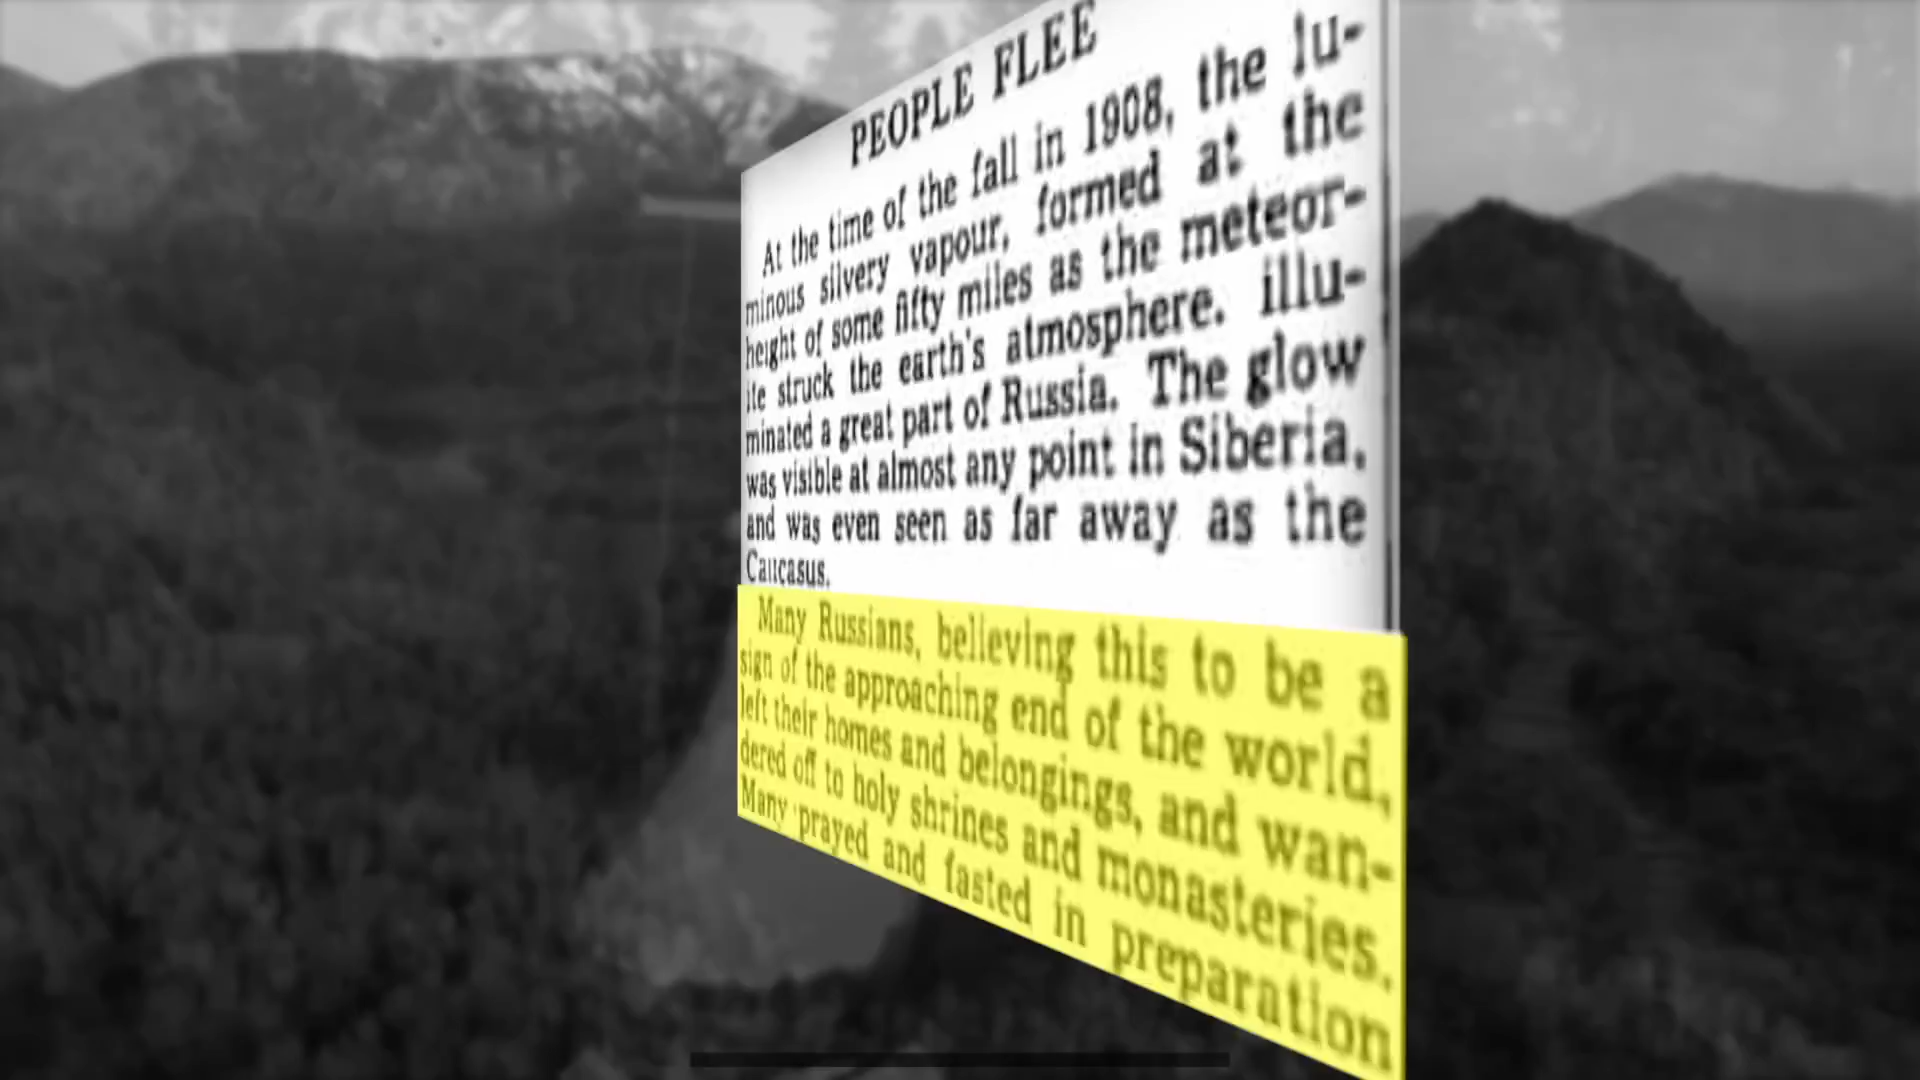 PEOPLE FLEE
At the time of the fall in 1908, the lu-
minous silvery vapour, formed at the
height of some fifty miles as the meteor-
ite struck the earth's atmosphere, illu-
minated a great part of Russia. The glow
was visible at almost any point in Siberia,
and was even seen as far away as the
Caucasus.
Many Russians, believing this to be a
sign of the approaching end of the world,
left their homes and belongings, and wan-
dered off to holy shrines and monasteries.
Many prayed and fasted in preparation